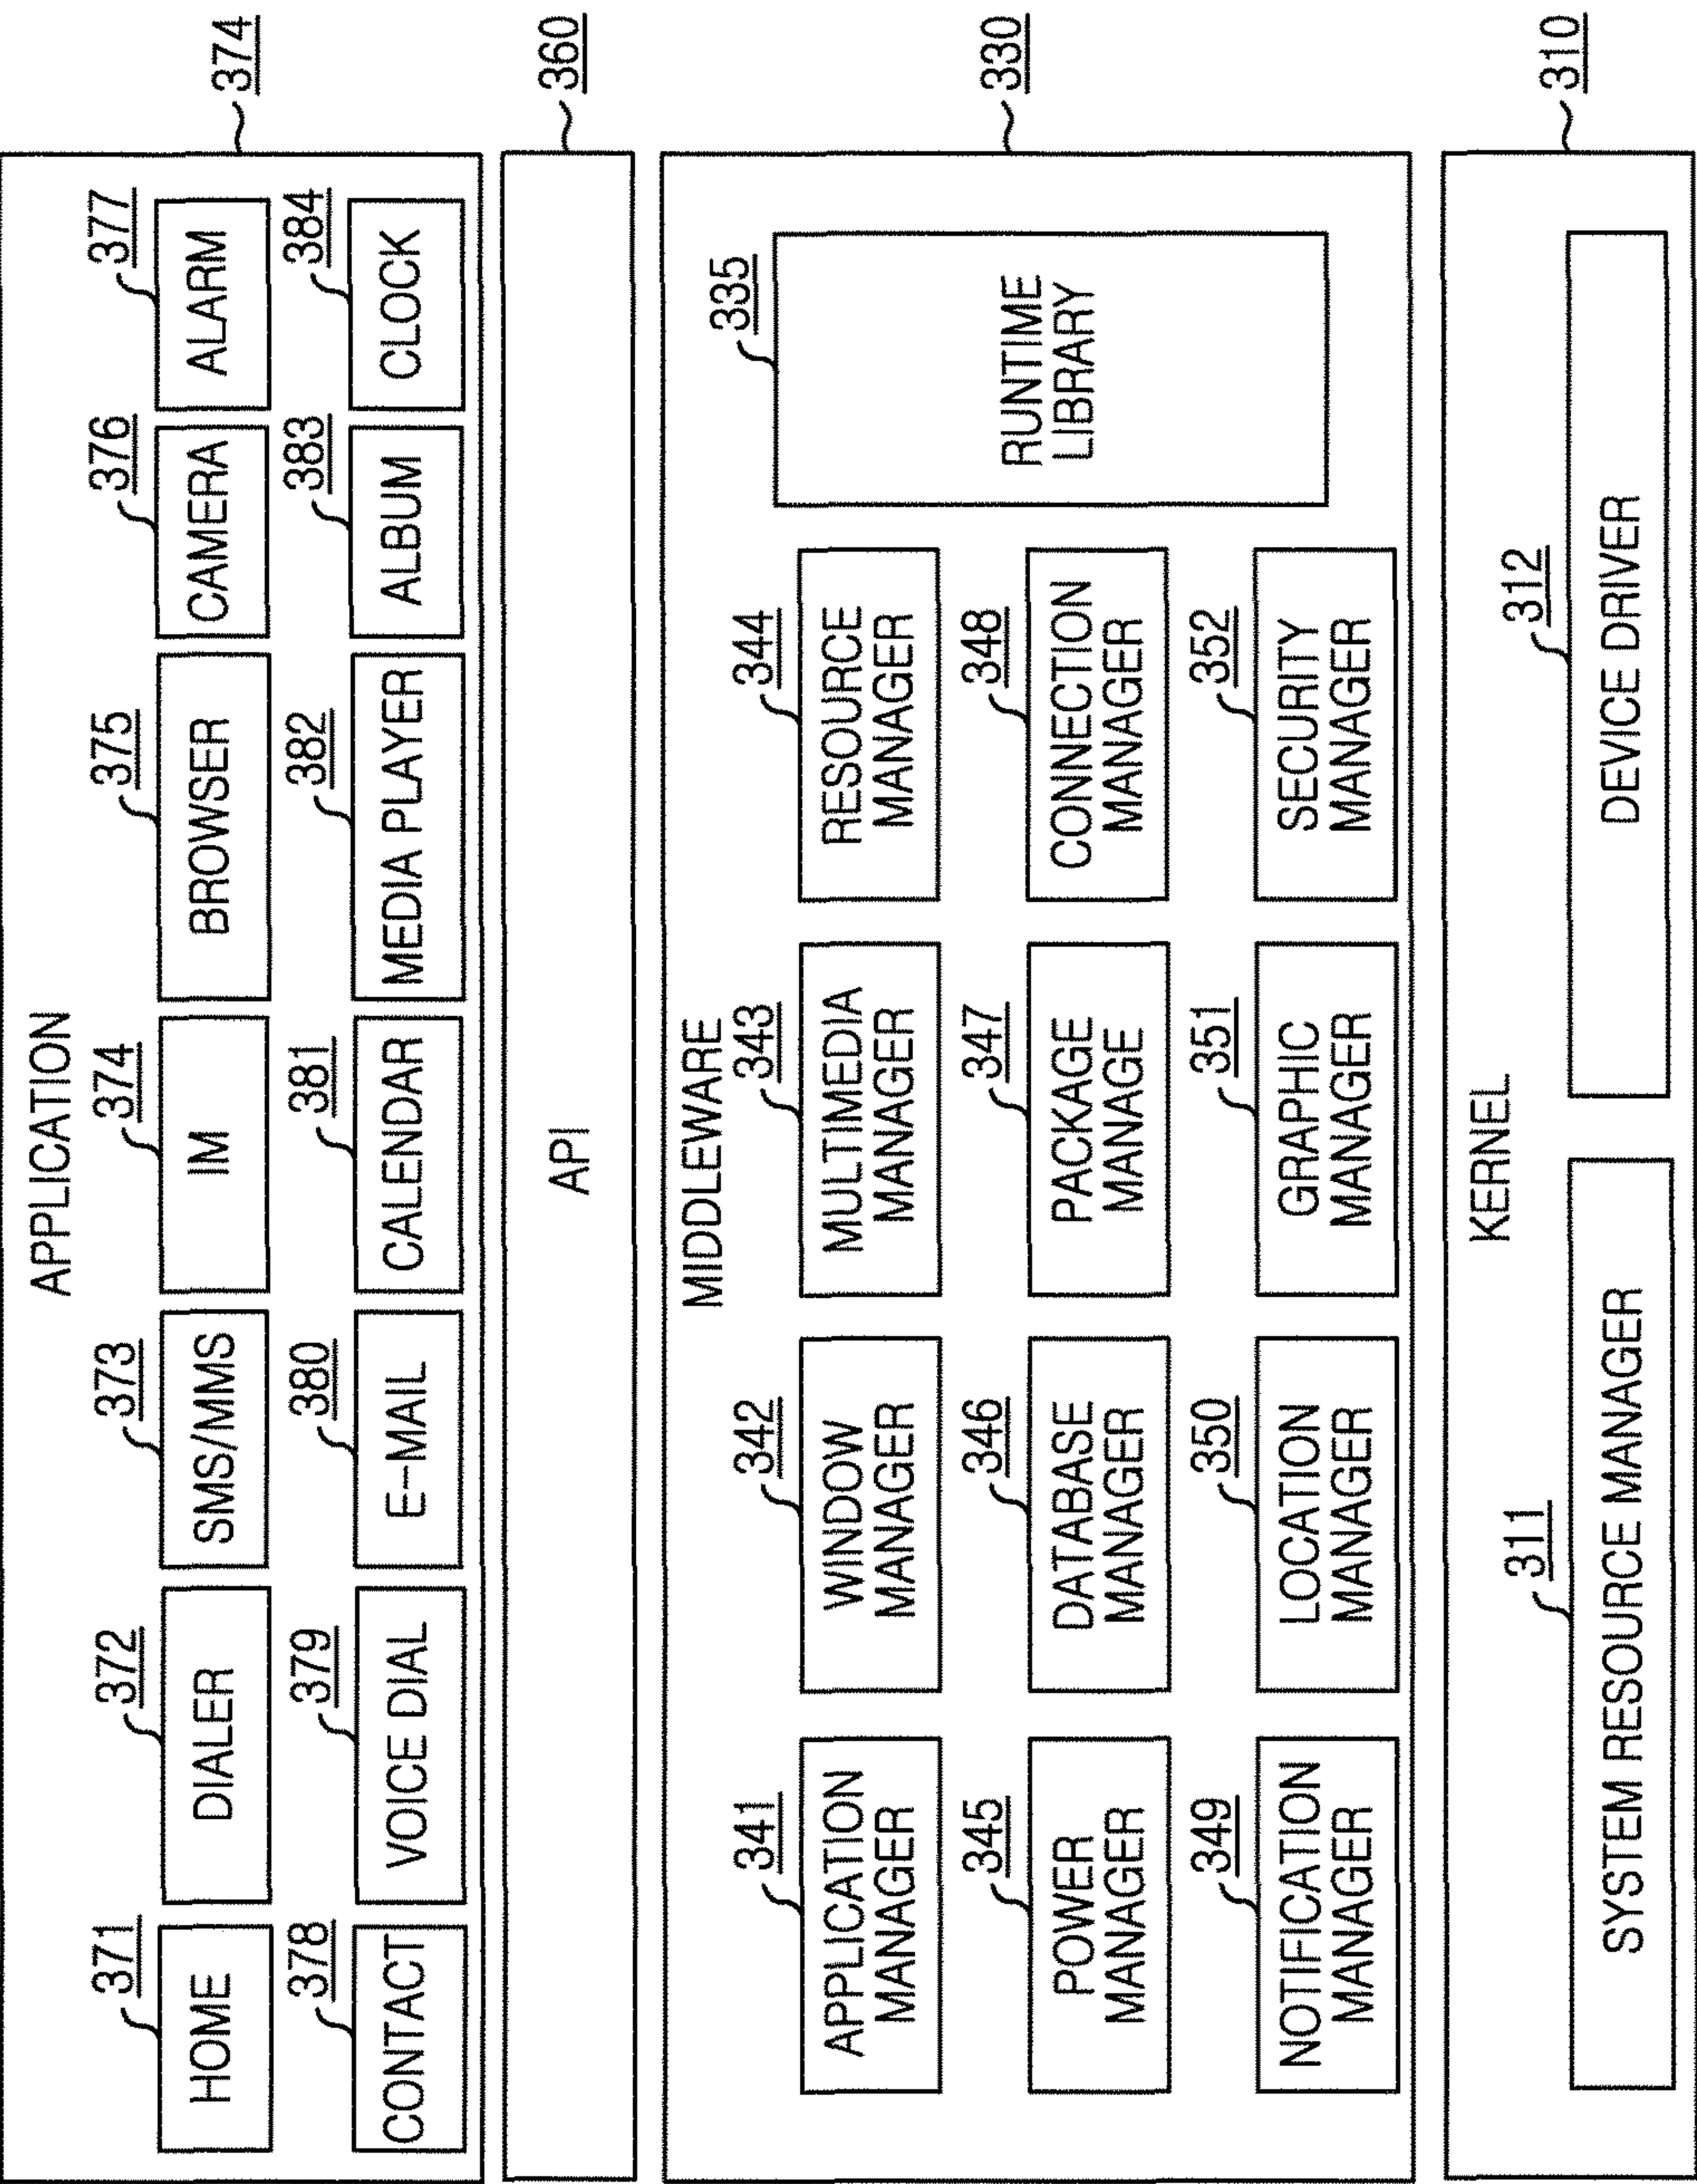 APPLICATION
374
371
372
373
374
375
376
377
HOME
DIALER
SMS/MMS
IM
BROWSER
CAMERA
ALARM
378
379
380
381
382
383
384
CONTACT
VOICE DIAL
E-MAIL
CALENDAR
MEDIA PLAYER
ALBUM
CLOCK
API
360
MIDDLEWARE
330
341
342
343
344
335
APPLICATION
MANAGER
WINDOW
MANAGER
MULTIMEDIA
MANAGER
RESOURCE
MANAGER
RUNTIME
LIBRARY
345
346
347
348
POWER
MANAGER
DATABASE
MANAGER
PACKAGE
MANAGE
CONNECTION
MANAGER
349
350
351
352
NOTIFICATION
MANAGER
LOCATION
MANAGER
GRAPHIC
MANAGER
SECURITY
MANAGER
KERNEL
310
311
312
SYSTEM RESOURCE MANAGER
DEVICE DRIVER